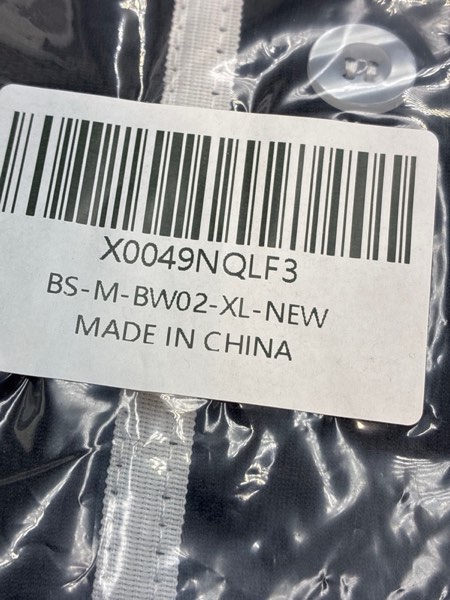 X0049NQLF3
BS-M-BW02-XL-NEW
MADE IN CHINA